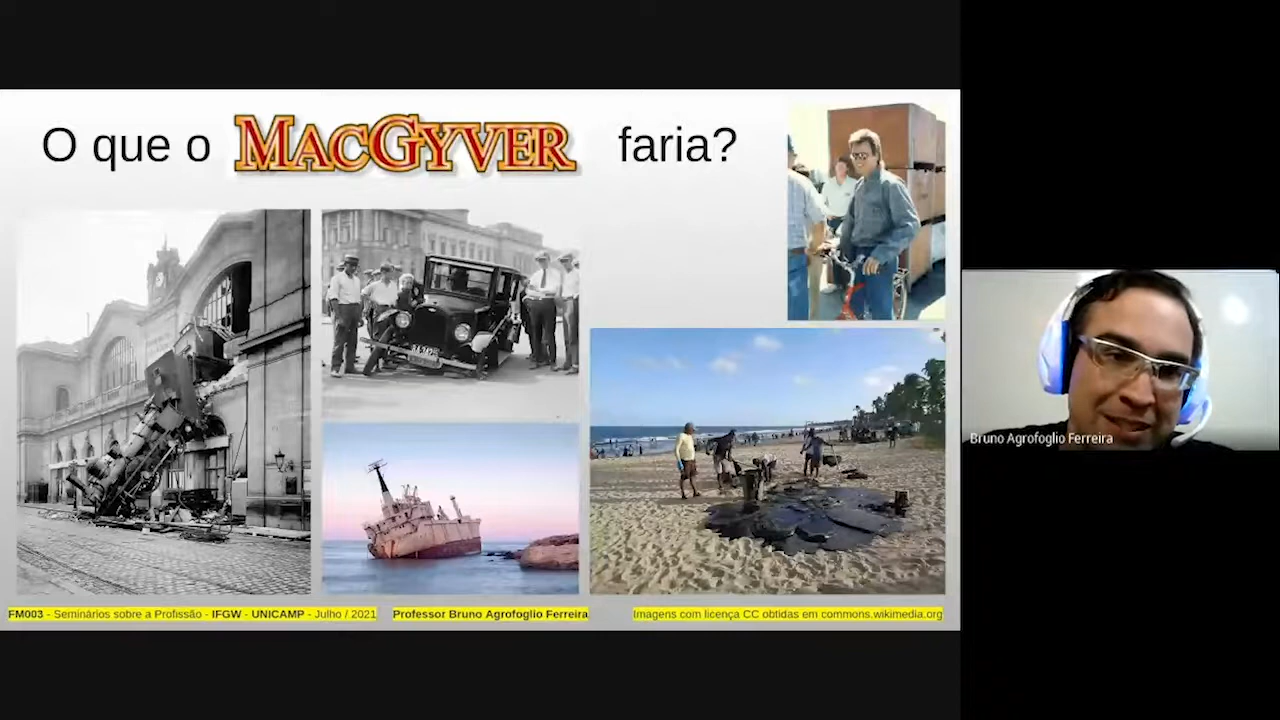 O que o MACGYVER faria?
FM003 - Seminários sobre a Profissão - IFGW - UNICAMP - Julho / 2021 Professor Bruno Agrofoglio Ferreira Imagens com licença CC obtidas em commons.wikimedia.org
Bruno Agrofoglio Ferreira